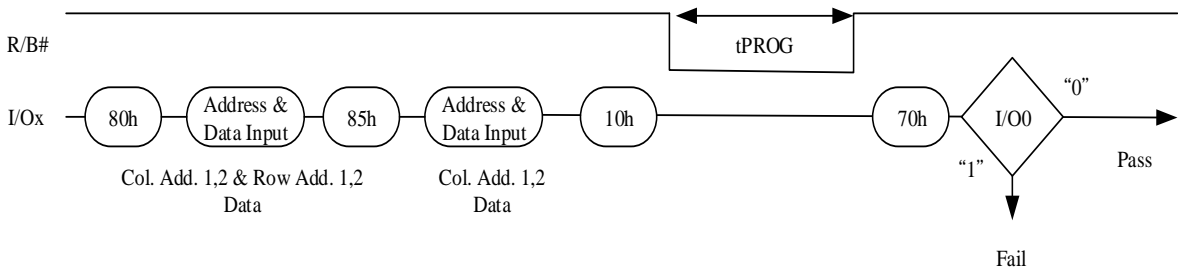 R/B#
tPROG
I/Ox
80h
Address &
Data Input
85h
Address &
Data Input
10h
70h
I/O0
“0”
“1”
Pass
Col. Add. 1,2 & Row Add. 1,2
Data
Col. Add. 1,2
Data
Fail